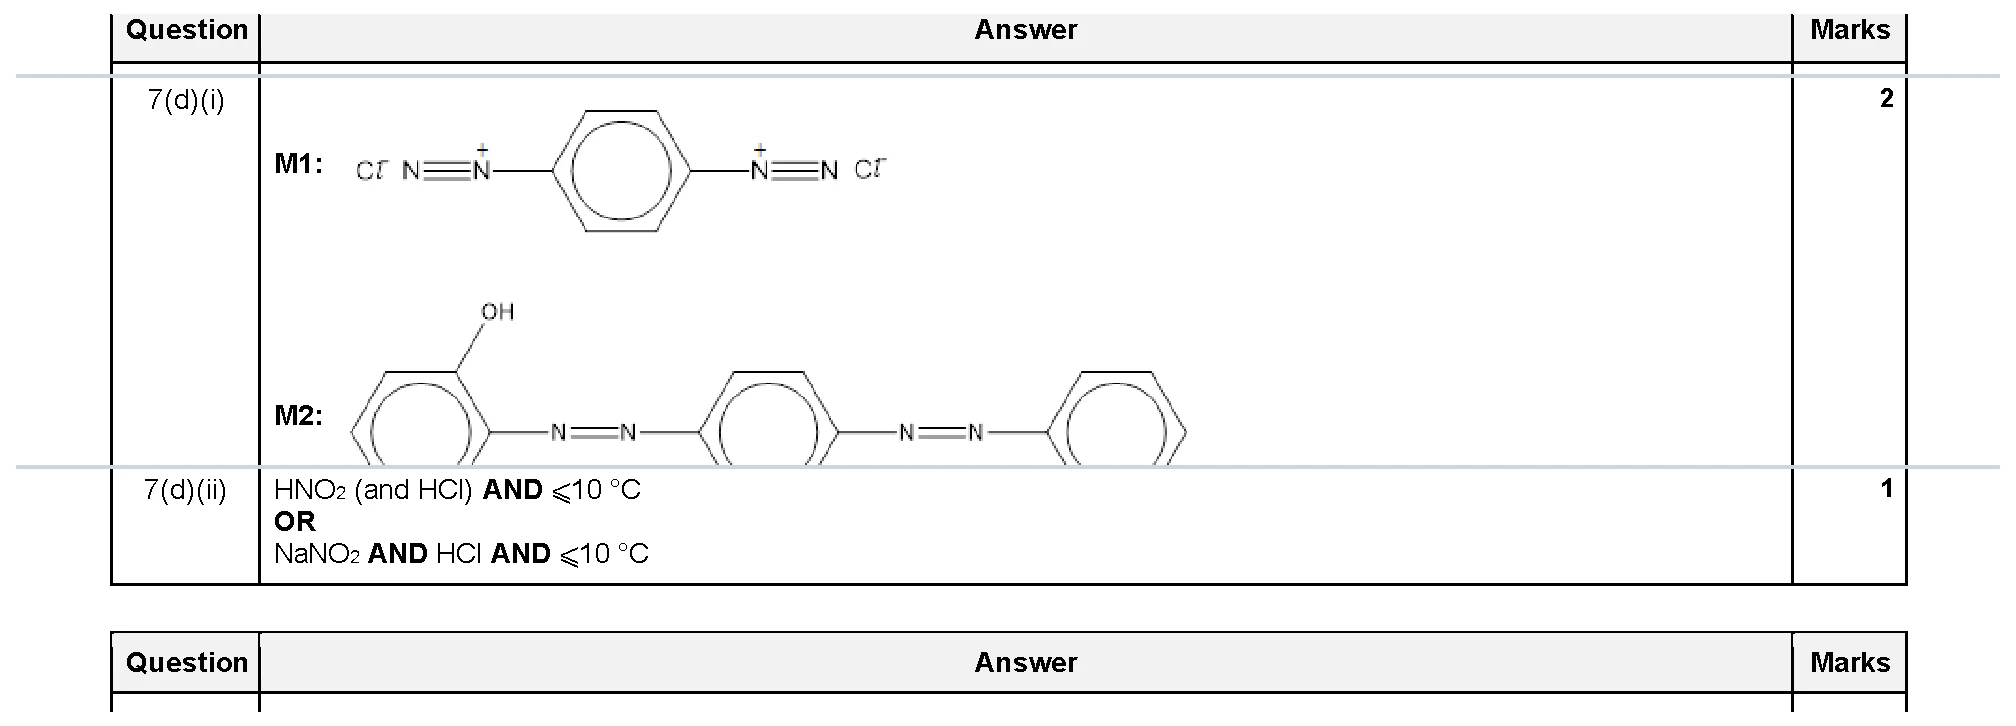 Question Answer Marks
7(d)(i) 2
M1: Cl⁻ N≡N⁺ N⁺≡N Cl⁻
OH
M2: N=N N=N
7(d)(ii) HNO₂ (and HCl) AND ⩽10 °C 1
OR
NaNO₂ AND HCl AND ⩽10 °C
Question Answer Marks